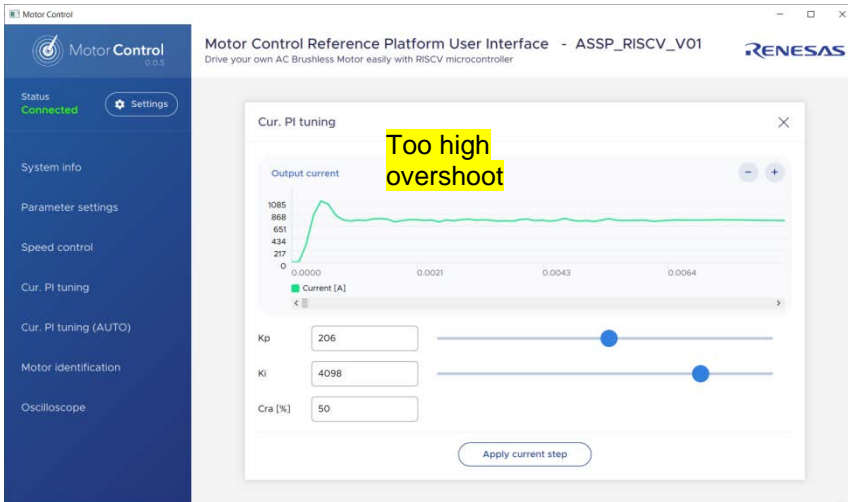 Motor Control
Motor Control
0.0.5
Motor Control Reference Platform User Interface - ASSP_RISCV_V01
Drive your own AC Brushless Motor easily with RISCV microcontroller
RENESAS
Status
Connected
Settings
System info
Parameter settings
Speed control
Cur. PI tuning
Cur. PI tuning (AUTO)
Motor identification
Oscilloscope
Cur. PI tuning
Too high
overshoot
Output current
1085
868
651
434
217
0
0.0000 0.0021 0.0043 0.0064
Current [A]
Kp 206
Ki 4098
Cra [%] 50
Apply current step